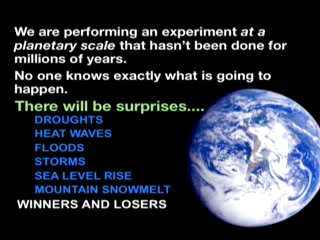 We are performing an experiment at a
planetary scale that hasn't been done for
millions of years.
No one knows exactly what is going to
happen.
There will be surprises....
DROUGHTS
HEAT WAVES
FLOODS
STORMS
SEA LEVEL RISE
MOUNTAIN SNOWMELT
WINNERS AND LOSERS